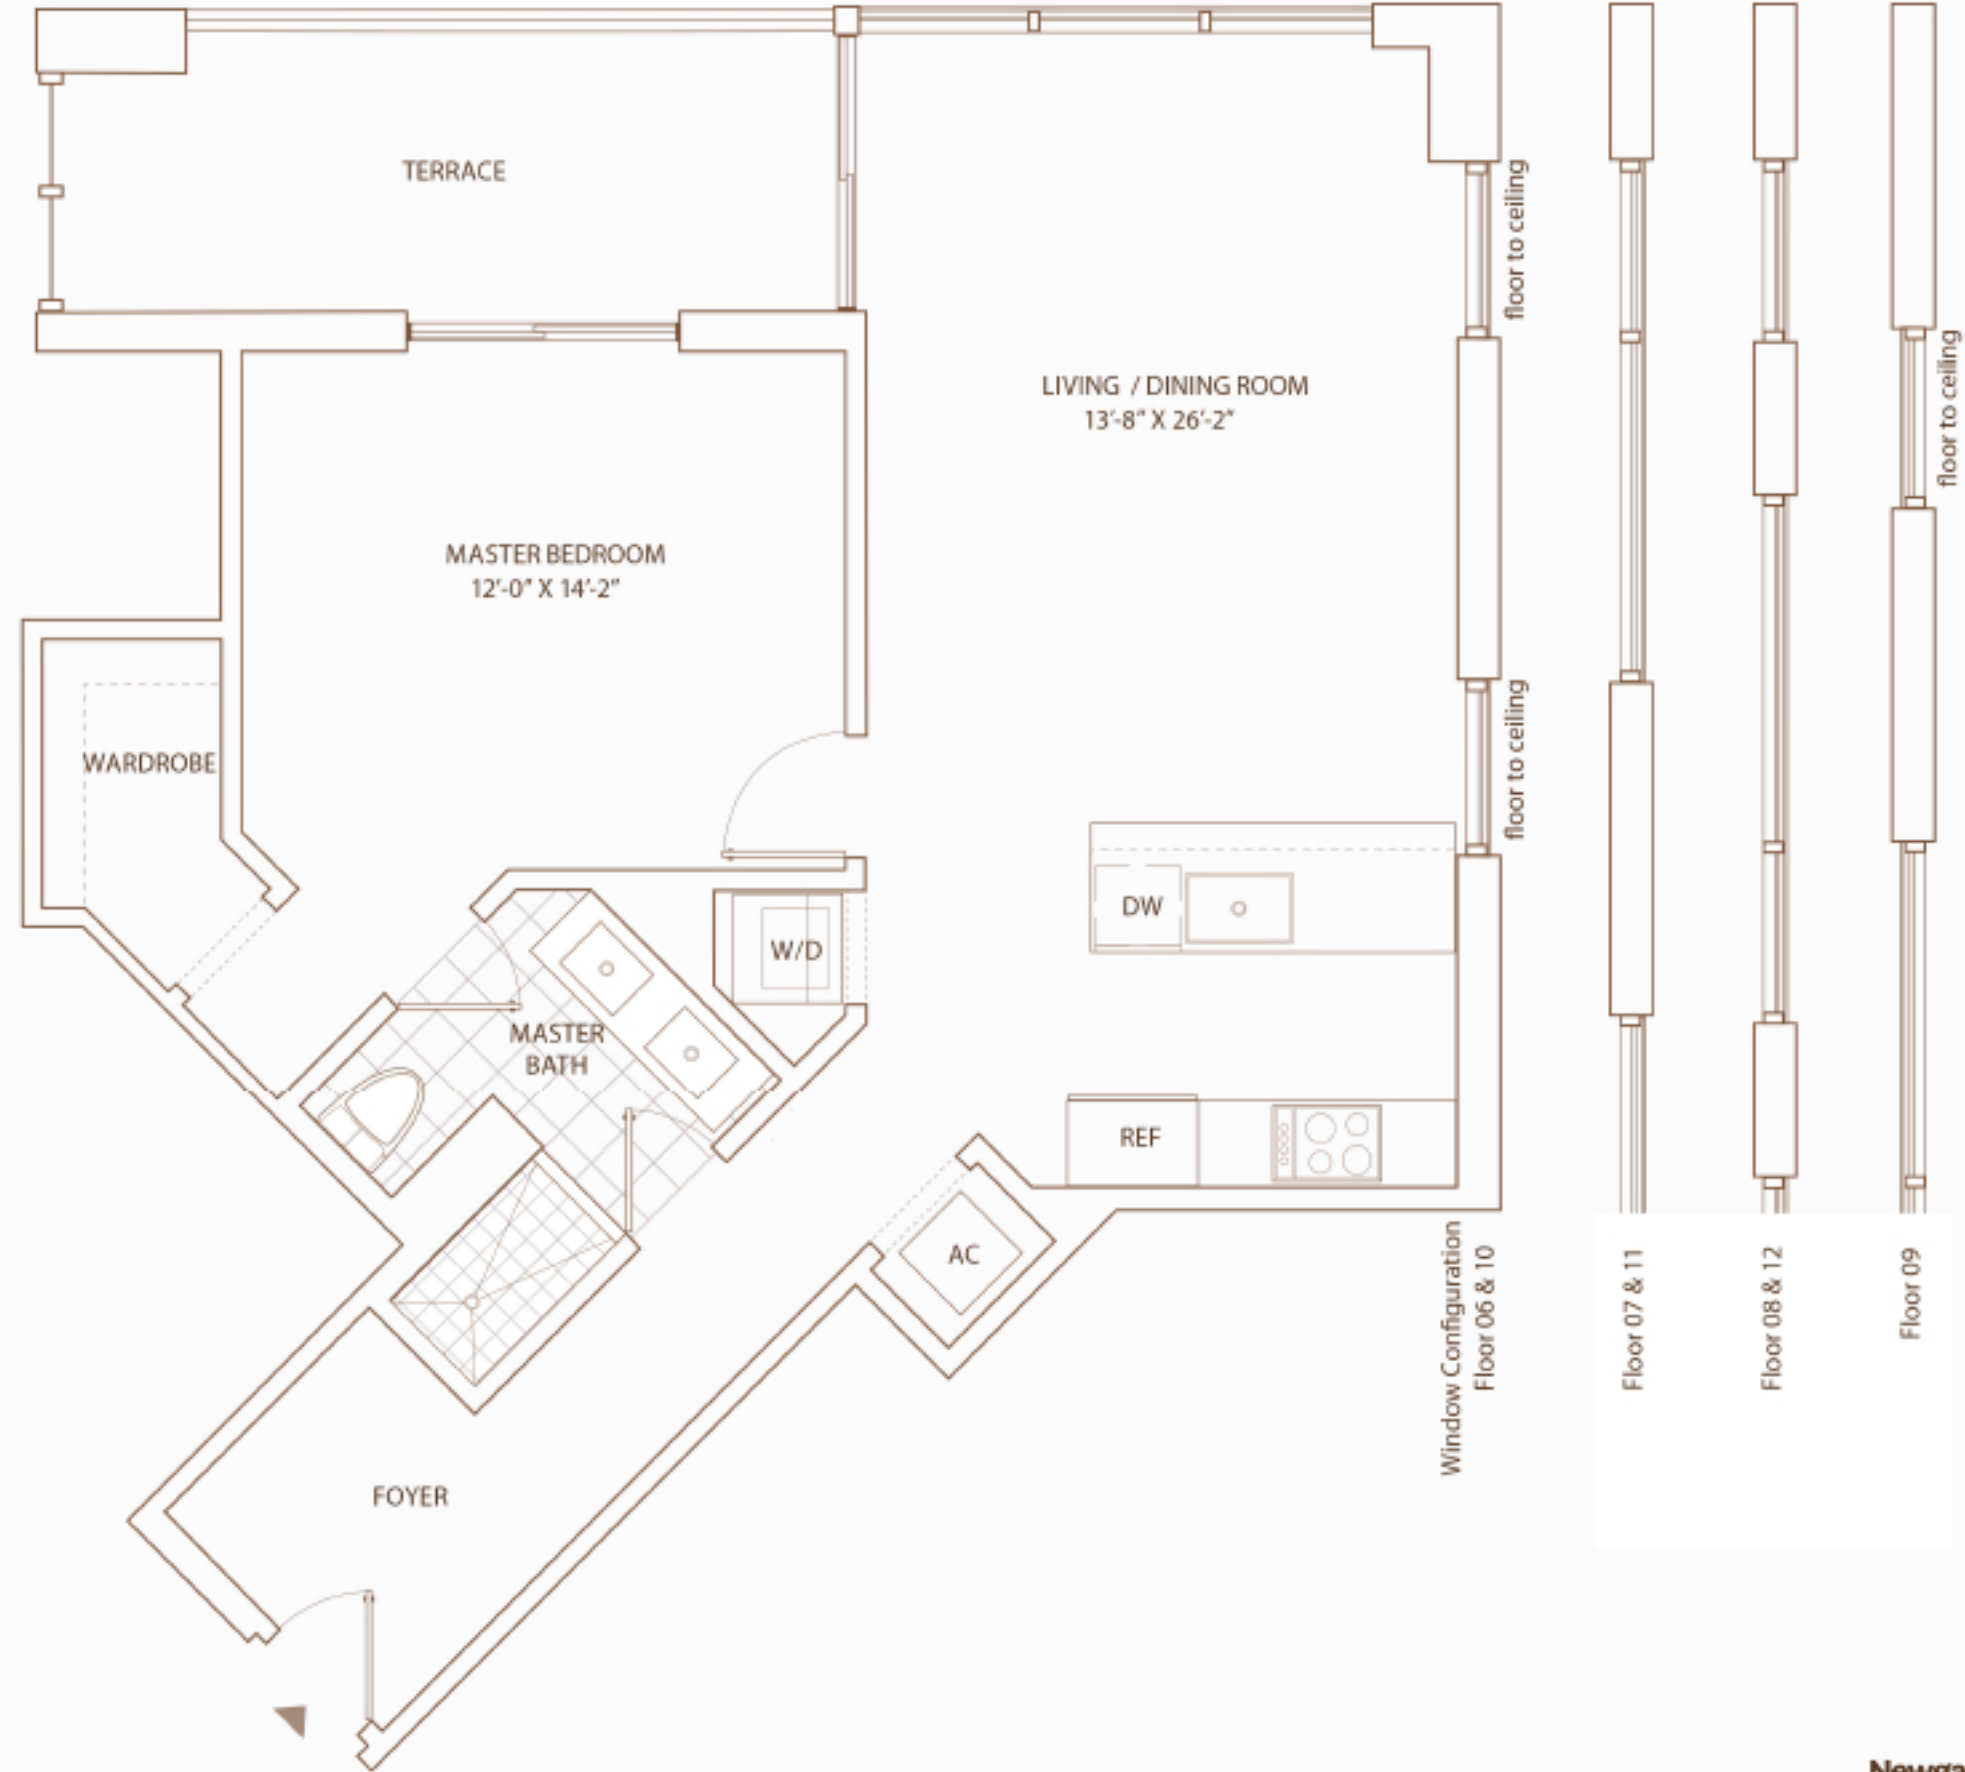 TERRACE
LIVING / DINING ROOM
13'-8" X 26'-2"
MASTER BEDROOM
12'-0" X 14'-2"
WARDROBE
DW
W/D
MASTER
BATH
REF
AC
FOYER
floor to ceiling
floor to ceiling
floor to ceiling
Window Configuration
Floor 06 & 10
Floor 07 & 11
Floor 08 & 12
Floor 09